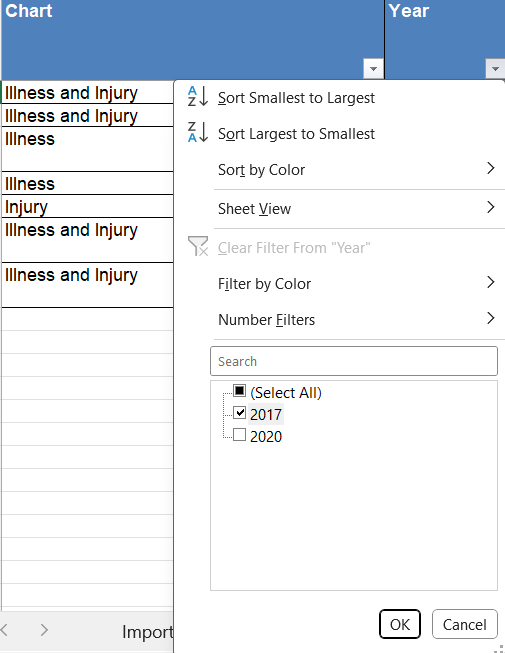 Chart
Year
Illness and Injury
Illness and Injury
Illness
Illness
Injury
Illness and Injury
Illness and Injury
Sort Smallest to Largest
Sort Largest to Smallest
Sort by Color
Sheet View
Clear Filter From "Year"
Filter by Color
Number Filters
Search
(Select All)
2017
2020
OK
Cancel
Import